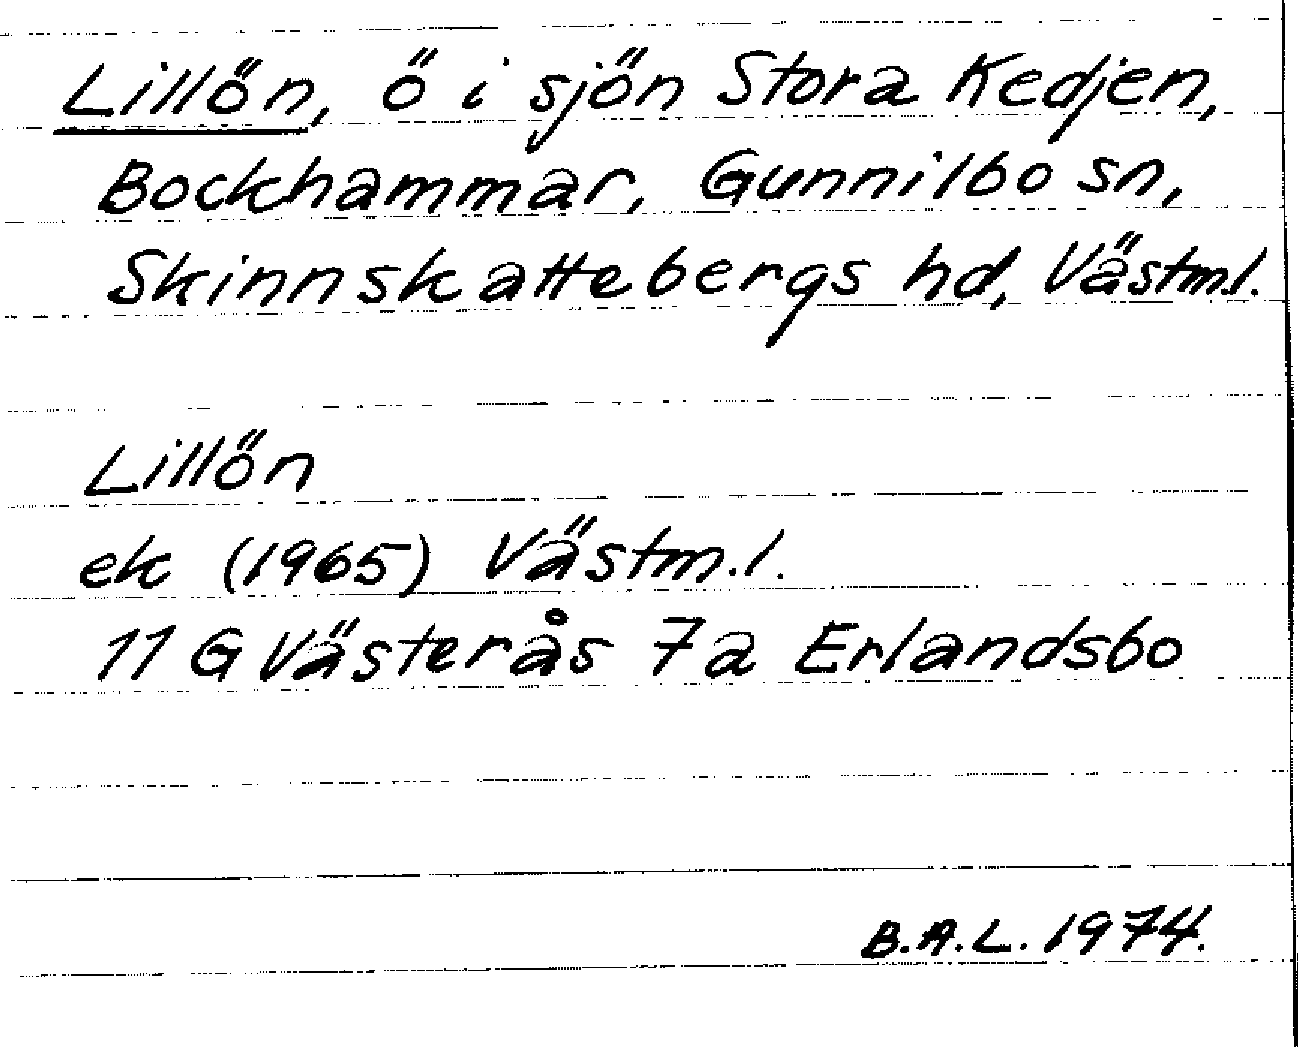 Lillön, ö i sjön Stora Kedjen,
Bockhammar, Gunnilbo sn,
Skinnskattebergs hd, Västml.
Lillön
ek (1965) Västm.l.
11 G Västerås 7a Erlandsbo
B.A.L. 1974.